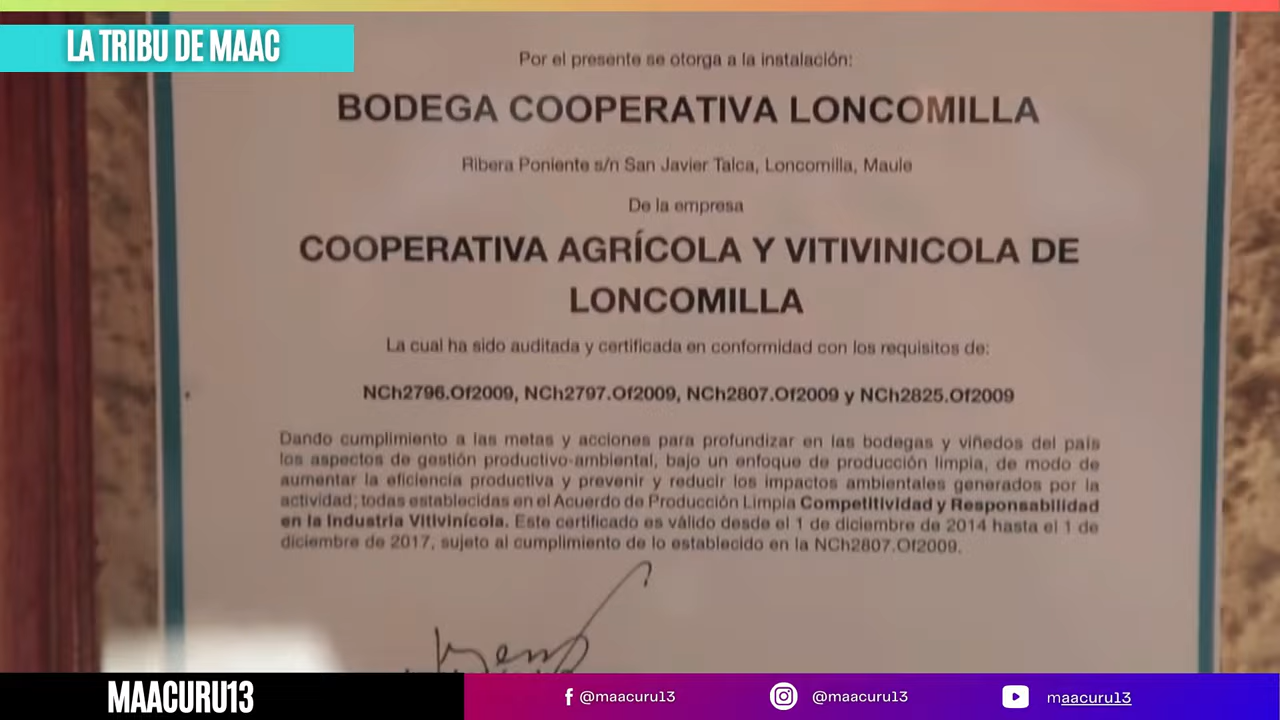 LA TRIBU DE MAAC
Por el presente se otorga a la instalación:
BODEGA COOPERATIVA LONCOMILLA
Ribera Poniente s/n San Javier Talca, Loncomilla, Maule
De la empresa
COOPERATIVA AGRÍCOLA Y VITIVINICOLA DE
LONCOMILLA
La cual ha sido auditada y certificada en conformidad con los requisitos de:
NCh2796.Of2009, NCh2797.Of2009, NCh2807.Of2009 y NCh2825.Of2009
Dando cumplimiento a las metas y acciones para profundizar en las bodegas y viñedos del país
los aspectos de gestión productivo-ambiental, bajo un enfoque de producción limpia, de modo de
aumentar la eficiencia productiva y prevenir y reducir los impactos ambientales generados por la
actividad; todas establecidas en el Acuerdo de Producción Limpia Competitividad y Responsabilidad
en la Industria Vitivinícola. Este certificado es válido desde el 1 de diciembre de 2014 hasta el 1 de
diciembre de 2017, sujeto al cumplimiento de lo establecido en la NCh2807.Of2009.
MAACURU13
@maacuru13
@maacuru13
maacuru13